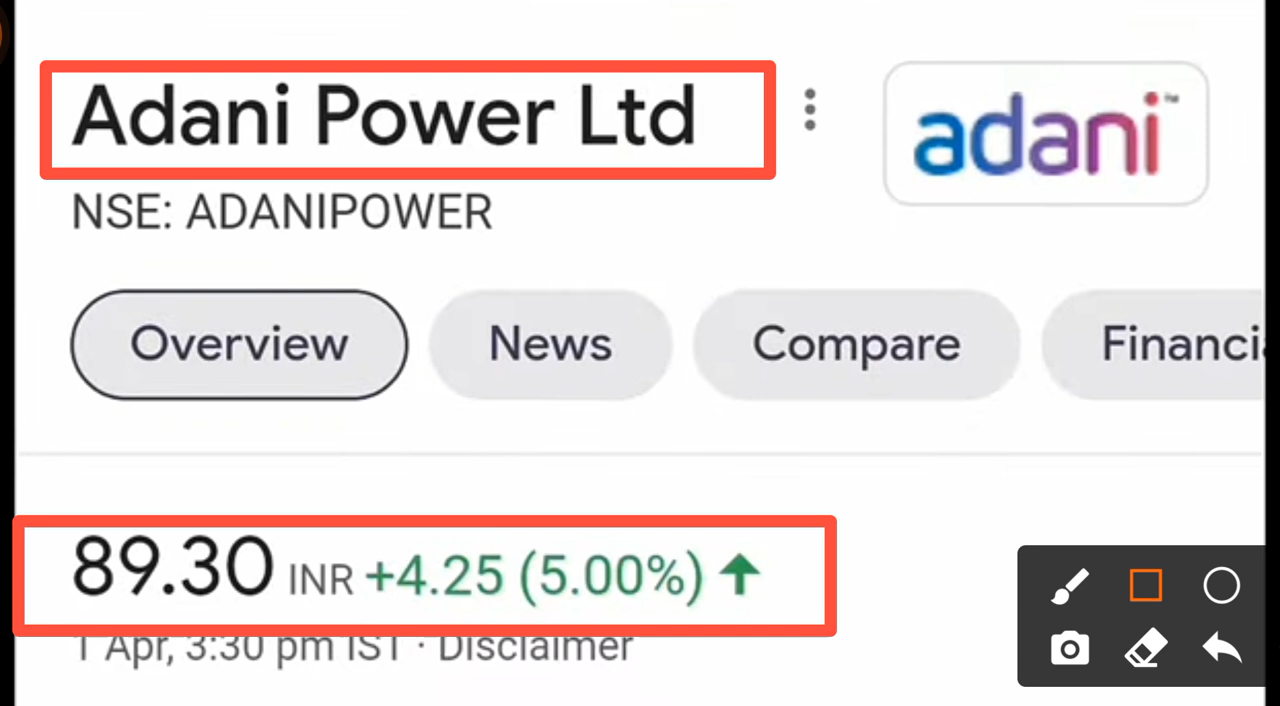 Adani Power Ltd
adani™
NSE: ADANIPOWER
Overview News Compare Financi
89.30 INR +4.25 (5.00%) ↑
1 Apr, 3:30 pm IST · Disclaimer